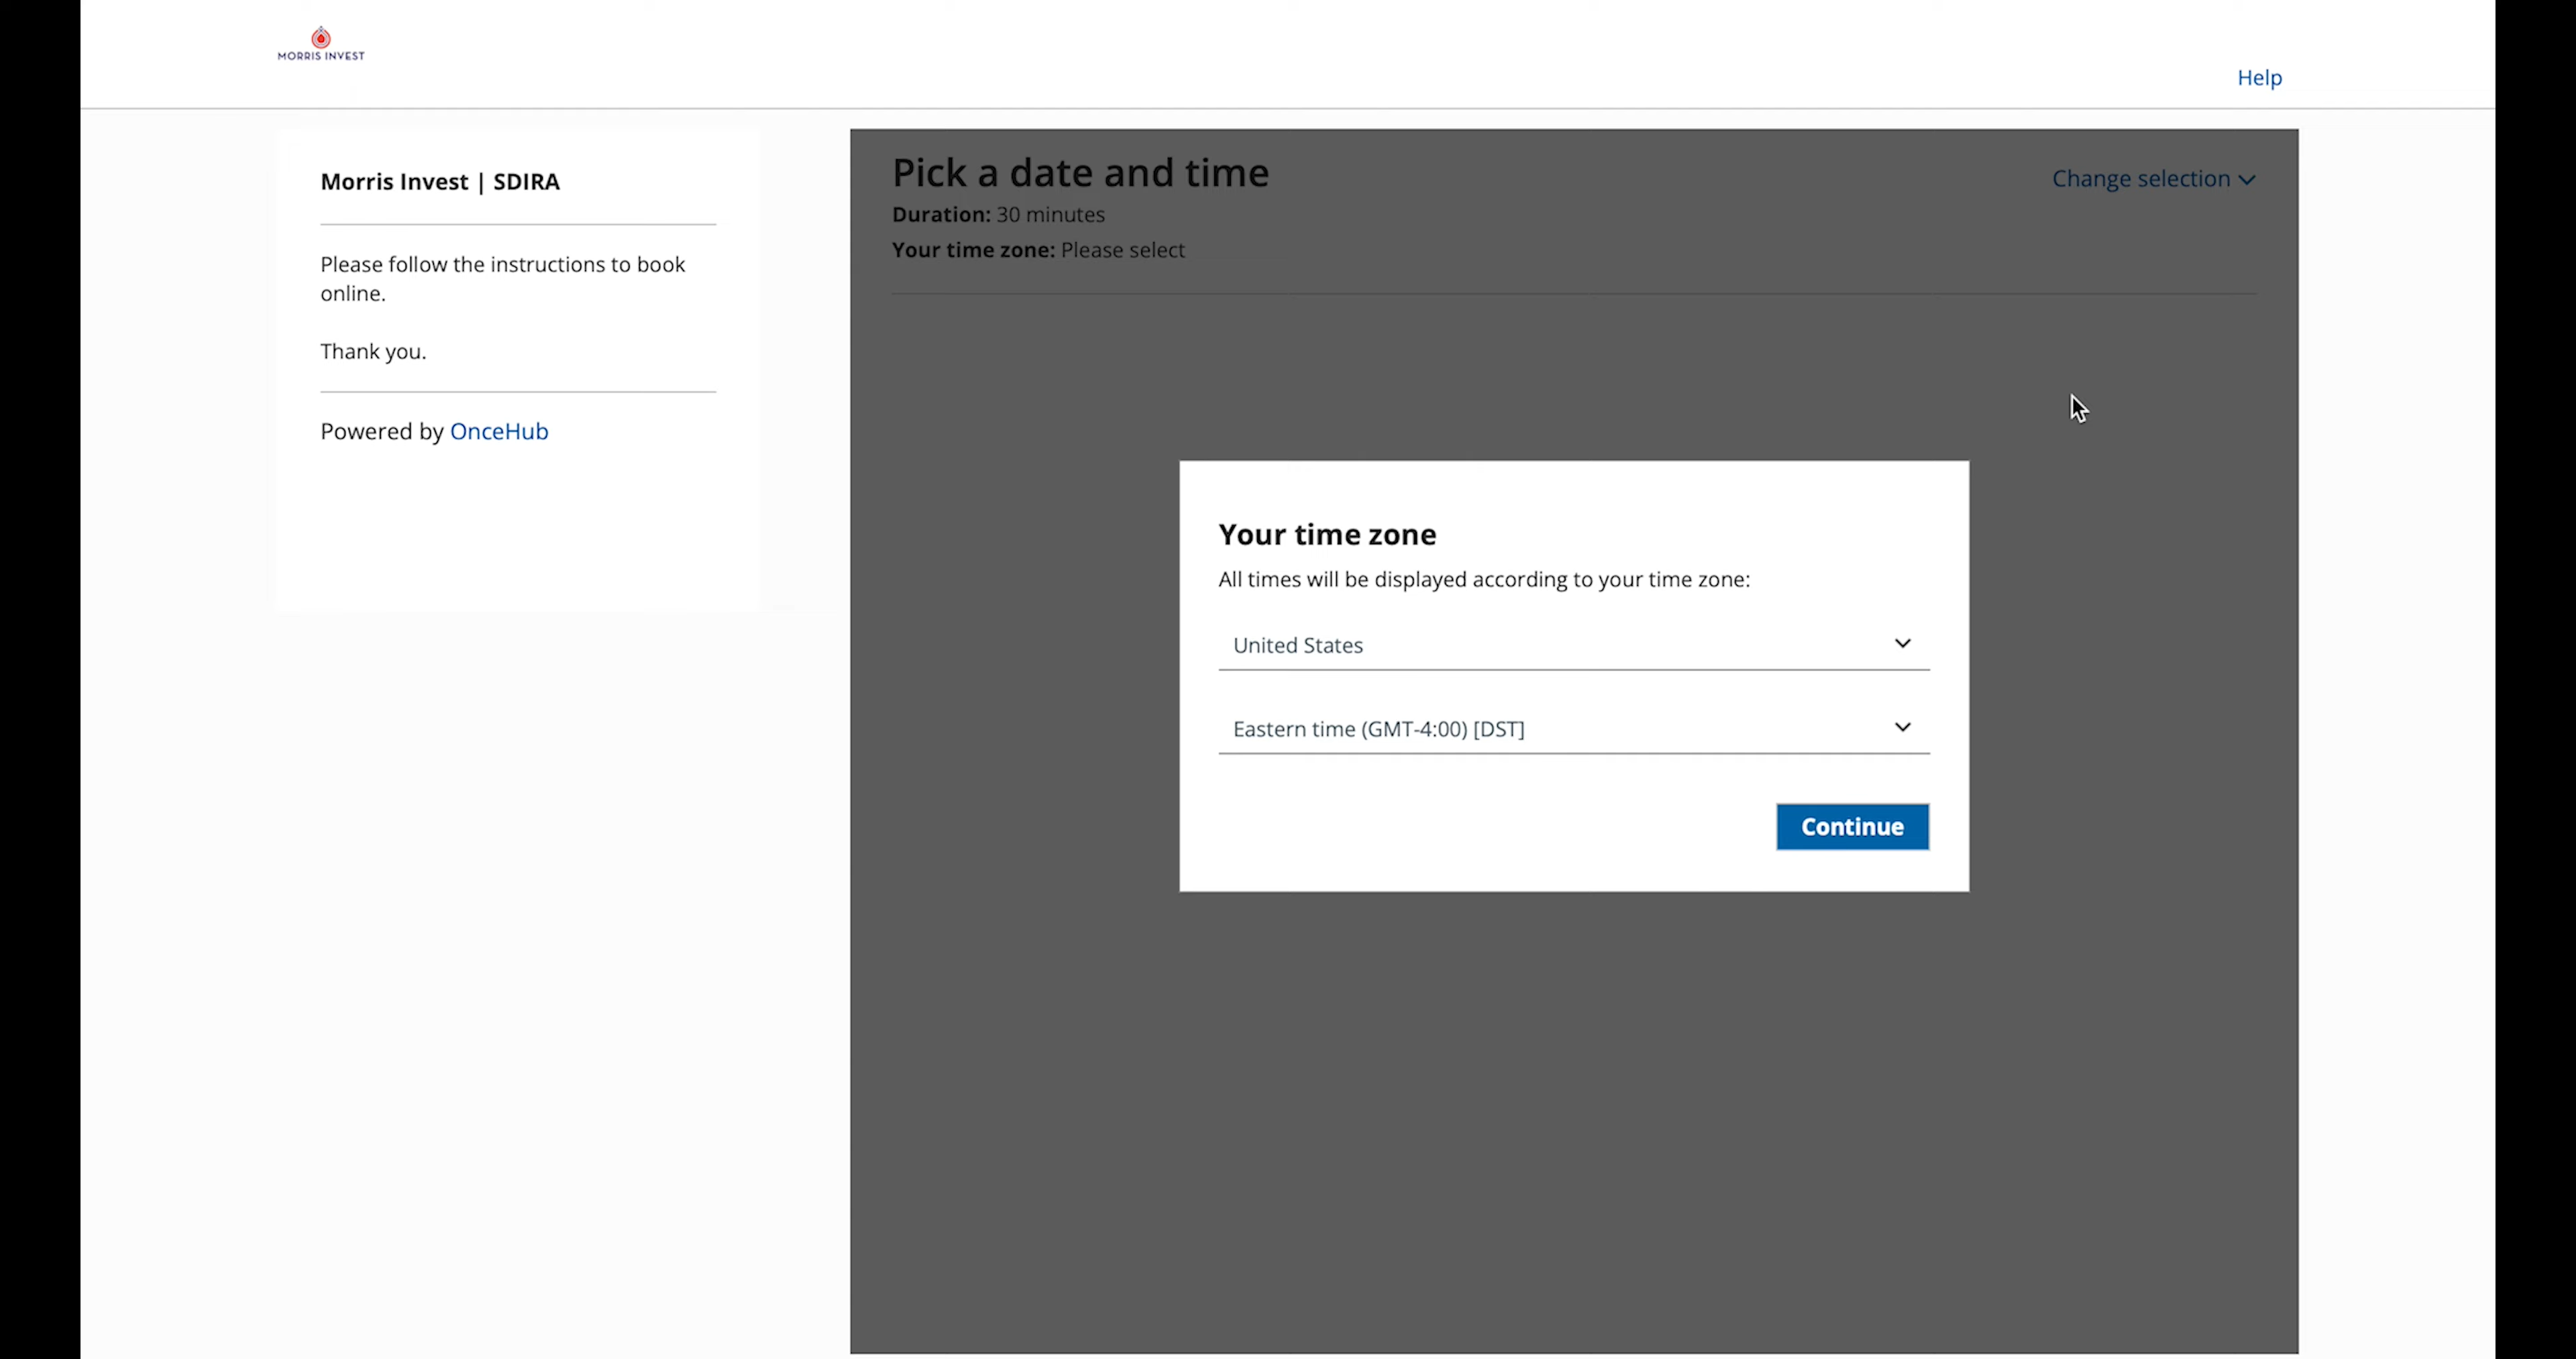 MORRIS INVEST
Help
Morris Invest | SDIRA
Please follow the instructions to book
online.
Thank you.
Powered by OnceHub
Pick a date and time
Change selection
Duration: 30 minutes
Your time zone: Please select
Your time zone
All times will be displayed according to your time zone:
United States
Eastern time (GMT-4:00) [DST]
Continue